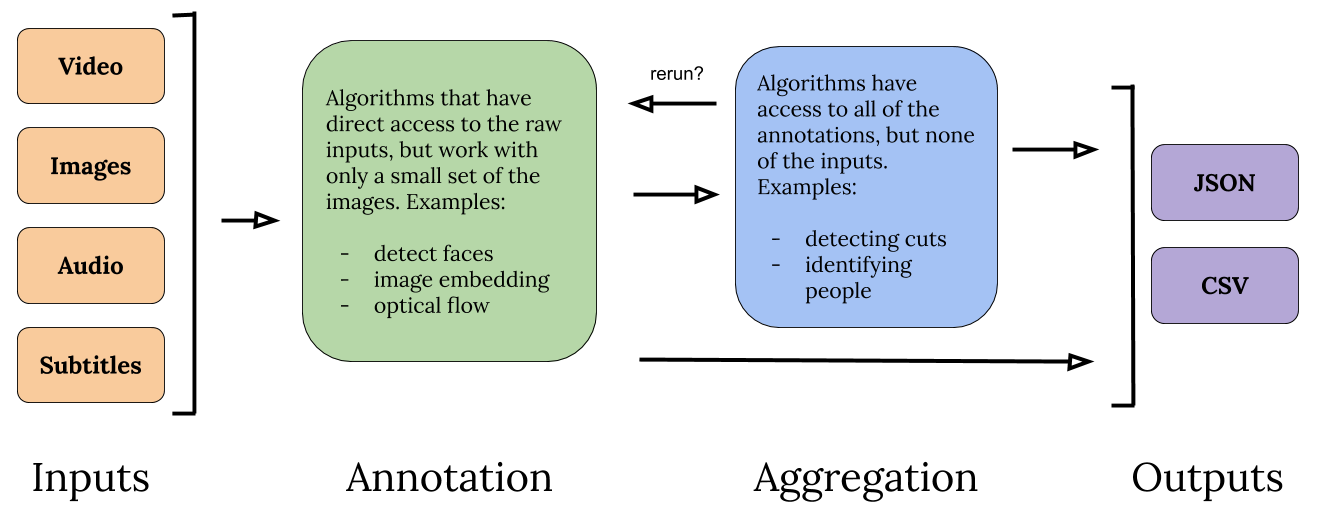 Video
Images
Audio
Subtitles
Algorithms that have
direct access to the raw
inputs, but work with
only a small set of the
images. Examples:
- detect faces
- image embedding
- optical flow
rerun?
Algorithms have
access to all of the
annotations, but none
of the inputs.
Examples:
- detecting cuts
- identifying
people
JSON
CSV
Inputs
Annotation
Aggregation
Outputs